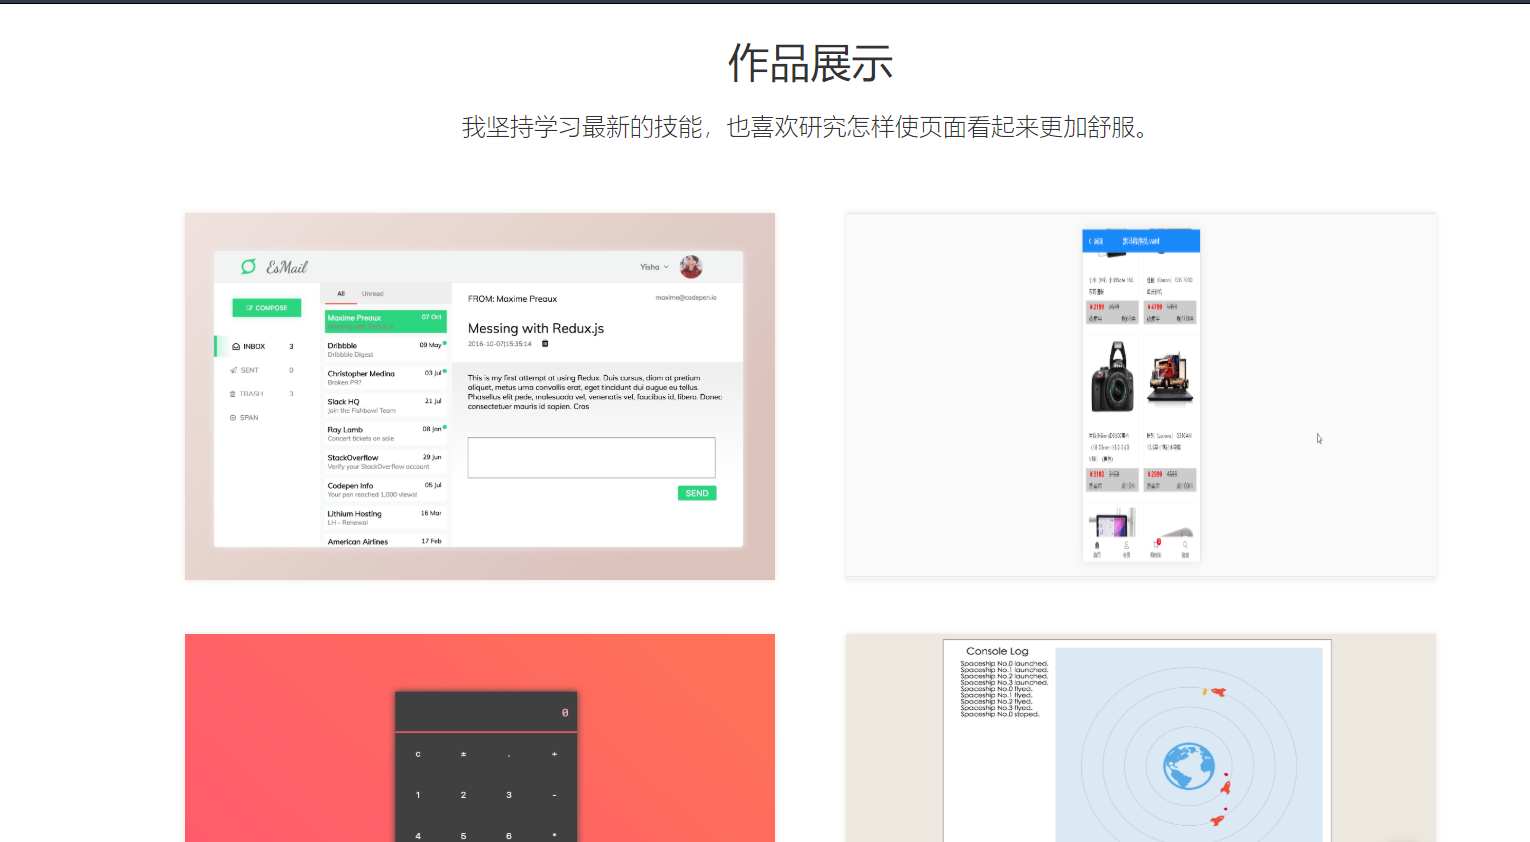 作品展示
我坚持学习最新的技能，也喜欢研究怎样使页面看起来更加舒服。
EsMail
Yisha
COMPOSE
INBOX 3
SENT 0
TRASH 3
SPAN
All Unread
Maxime Preaux 07 Oct
Messing with Redux.js
Dribbble 09 May
Dribbble Digest
Christopher Medina 03 Jul
Broken PR?
Slack HQ 21 Jul
Join the Fishbowl Team
Ray Lamb 08 Jan
Concert tickets on sale
StackOverflow 29 Jun
Verify your StackOverflow account
Codepen Info 05 Jul
Your pen reached 1,000 views!
Lithium Hosting 16 Mar
LH - Renewal
American Airlines 17 Feb
FROM: Maxime Preaux maxime@codepen.io
Messing with Redux.js
2016-10-07|15:35:14
This is my first attempt at using Redux. Duis cursus, diam at pretium
aliquet, metus urna convallis erat, eget tincidunt dui augue eu tellus.
Phasellus elit pede, malesuada vel, venenatis vel, faucibus id, libero. Donec
consectetuer mauris id sapien. Cras
SEND
¥2199
¥4799
¥3180
¥2999
0
C ± . +
1 2 3 -
4 5 6 *
Console Log
Spaceship No.0 launched.
Spaceship No.1 launched.
Spaceship No.2 launched.
Spaceship No.3 launched.
Spaceship No.0 flyed.
Spaceship No.1 flyed.
Spaceship No.2 flyed.
Spaceship No.3 flyed.
Spaceship No.0 stoped.